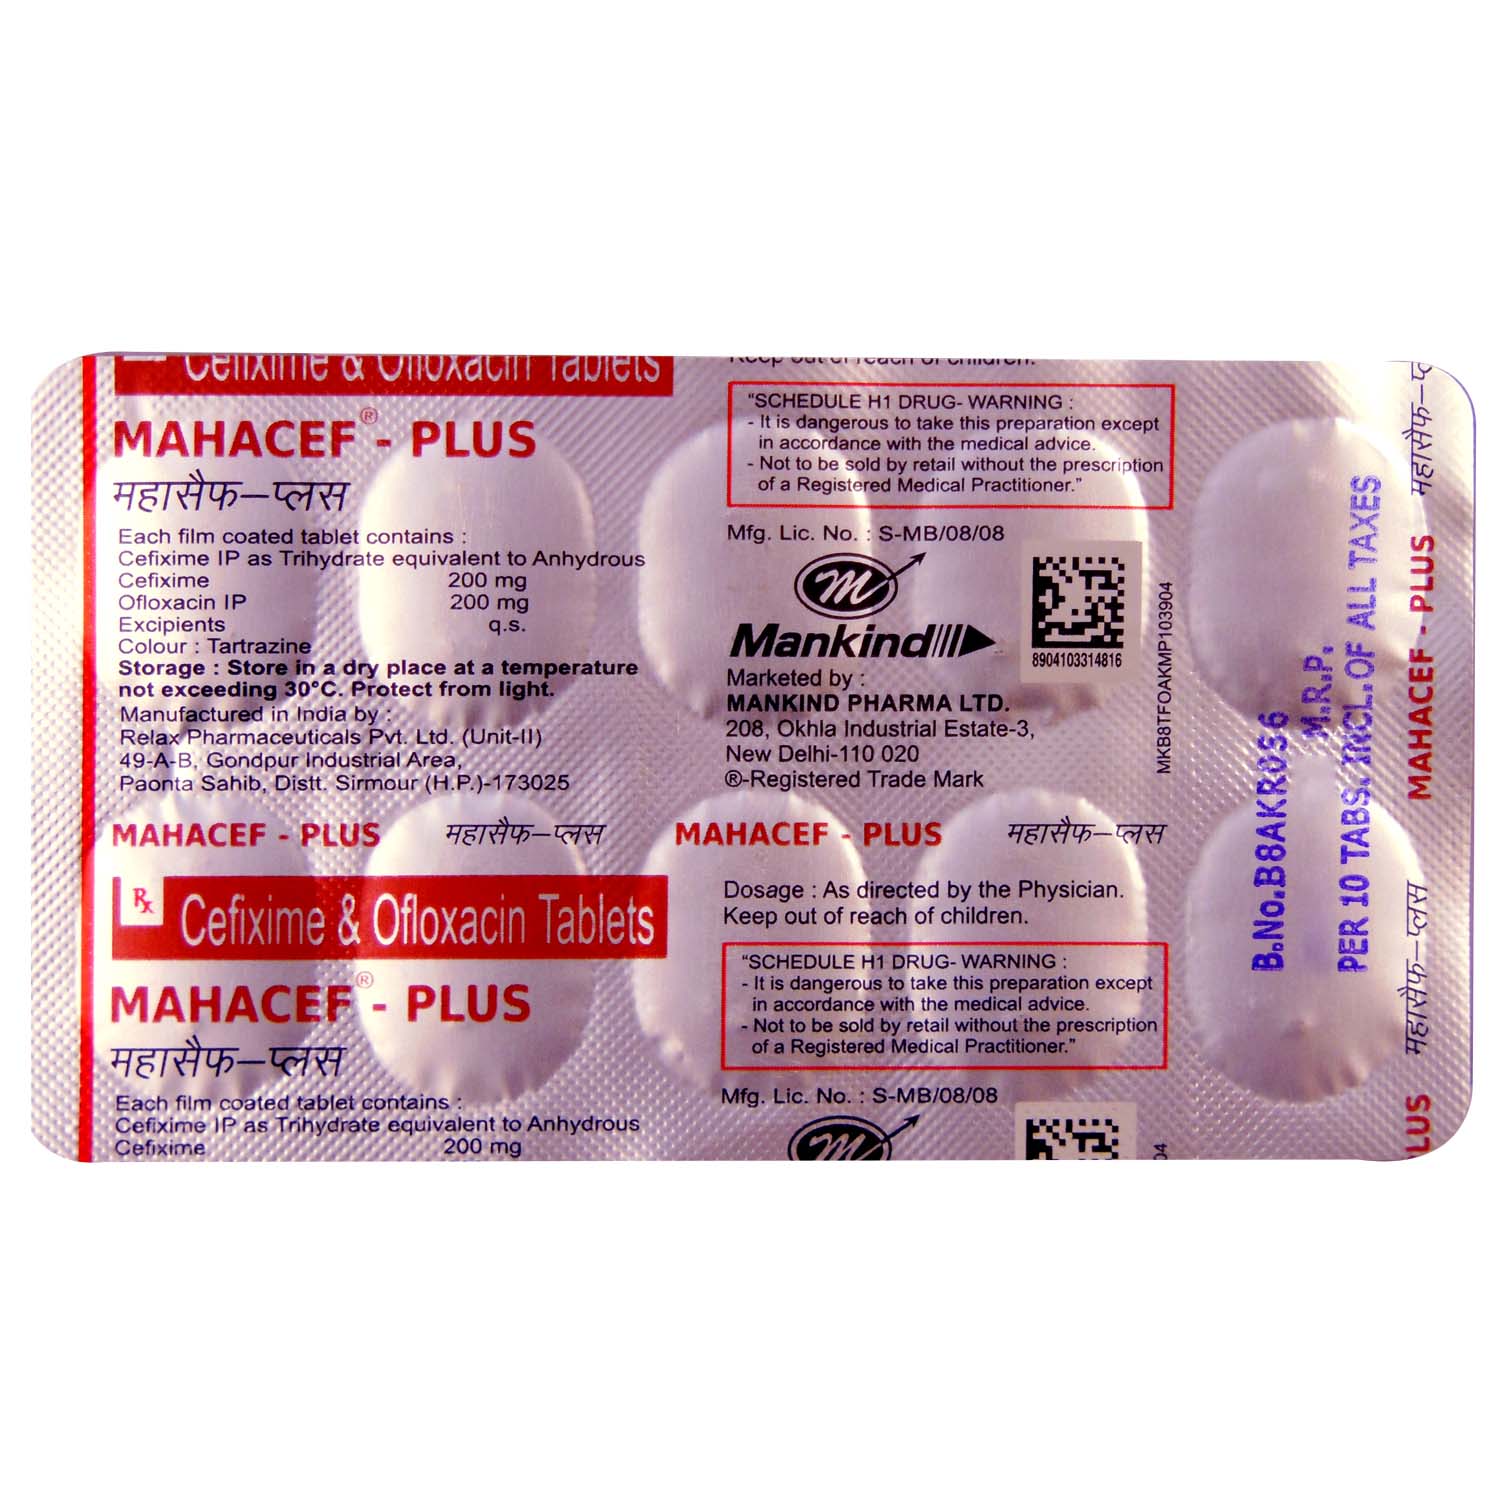 Cefixime & Ofloxacin Tablets
MAHACEF® - PLUS
महासैफ–प्लस
Each film coated tablet contains :
Cefixime IP as Trihydrate equivalent to Anhydrous
Cefixime 200 mg
Ofloxacin IP 200 mg
Excipients q.s.
Colour : Tartrazine
Storage : Store in a dry place at a temperature
not exceeding 30°C. Protect from light.
Manufactured in India by :
Relax Pharmaceuticals Pvt. Ltd. (Unit-II)
49-A-B, Gondpur Industrial Area,
Paonta Sahib, Distt. Sirmour (H.P.)-173025
Keep out of reach of children.
"SCHEDULE H1 DRUG- WARNING :
- It is dangerous to take this preparation except
in accordance with the medical advice.
- Not to be sold by retail without the prescription
of a Registered Medical Practitioner."
Mfg. Lic. No. : S-MB/08/08
m
Mankind
8904103314816
Marketed by :
MANKIND PHARMA LTD.
208, Okhla Industrial Estate-3,
New Delhi-110 020
®-Registered Trade Mark
MKB8TFOAKMP103904
MAHACEF - PLUS महासैफ–प्लस MAHACEF - PLUS महासैफ–प्लस
Rx Cefixime & Ofloxacin Tablets
MAHACEF® - PLUS
महासैफ–प्लस
Each film coated tablet contains :
Cefixime IP as Trihydrate equivalent to Anhydrous
Cefixime 200 mg
Dosage : As directed by the Physician.
Keep out of reach of children.
"SCHEDULE H1 DRUG- WARNING :
- It is dangerous to take this preparation except
in accordance with the medical advice.
- Not to be sold by retail without the prescription
of a Registered Medical Practitioner."
Mfg. Lic. No. : S-MB/08/08
m
04
B.No.B8AKR056
M.R.P.
PER 10 TABS. INCL.OF ALL TAXES
LUS महासैफ–प्लस MAHACEF - PLUS महासैफ–प्ल